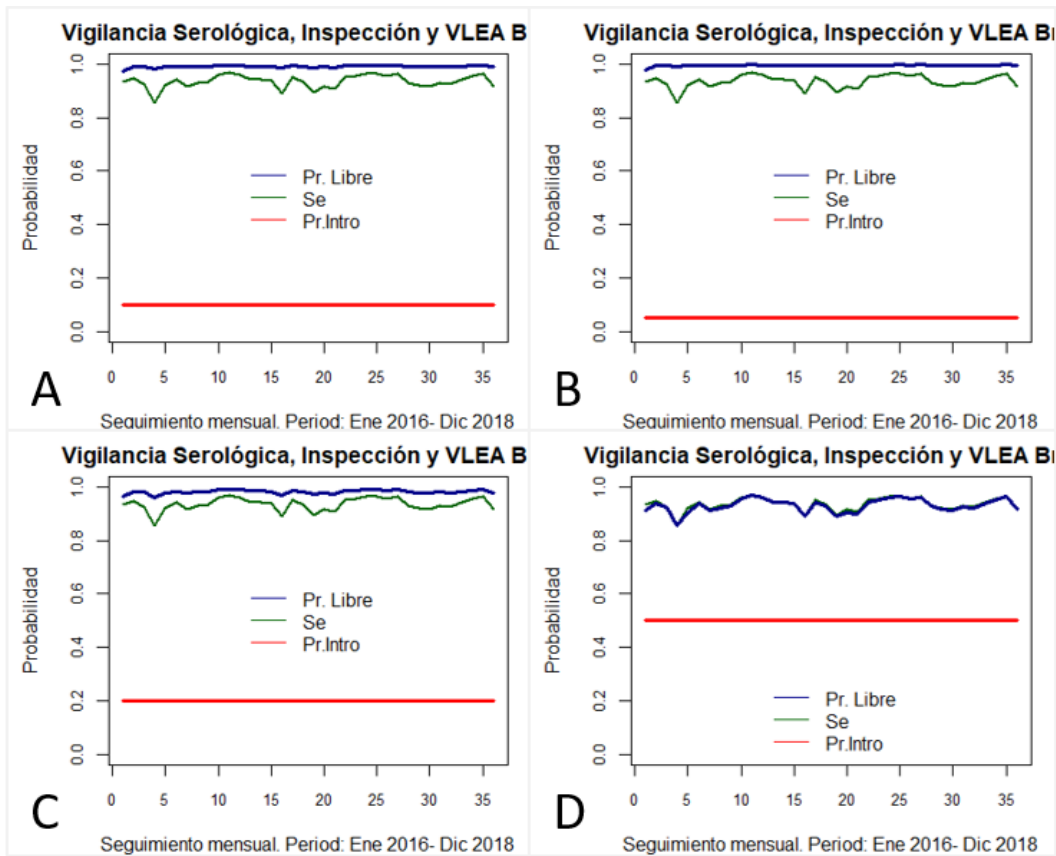 Vigilancia Serológica, Inspección y VLEA B
Probabilidad
1.0
0.8
0.6
0.4
0.2
0.0
Pr. Libre
Se
Pr.Intro
0 5 10 15 20 25 30 35
A
Seguimiento mensual. Period: Ene 2016- Dic 2018
Vigilancia Serológica, Inspección y VLEA B
Probabilidad
1.0
0.8
0.6
0.4
0.2
0.0
Pr. Libre
Se
Pr.Intro
0 5 10 15 20 25 30 35
B
Seguimiento mensual. Period: Ene 2016- Dic 2018
Vigilancia Serológica, Inspección y VLEA B
Probabilidad
1.0
0.8
0.6
0.4
0.2
0.0
Pr. Libre
Se
Pr.Intro
0 5 10 15 20 25 30 35
C
Seguimiento mensual. Period: Ene 2016- Dic 2018
Vigilancia Serológica, Inspección y VLEA B
Probabilidad
1.0
0.8
0.6
0.4
0.2
0.0
Pr. Libre
Se
Pr.Intro
0 5 10 15 20 25 30 35
D
Seguimiento mensual. Period: Ene 2016- Dic 2018